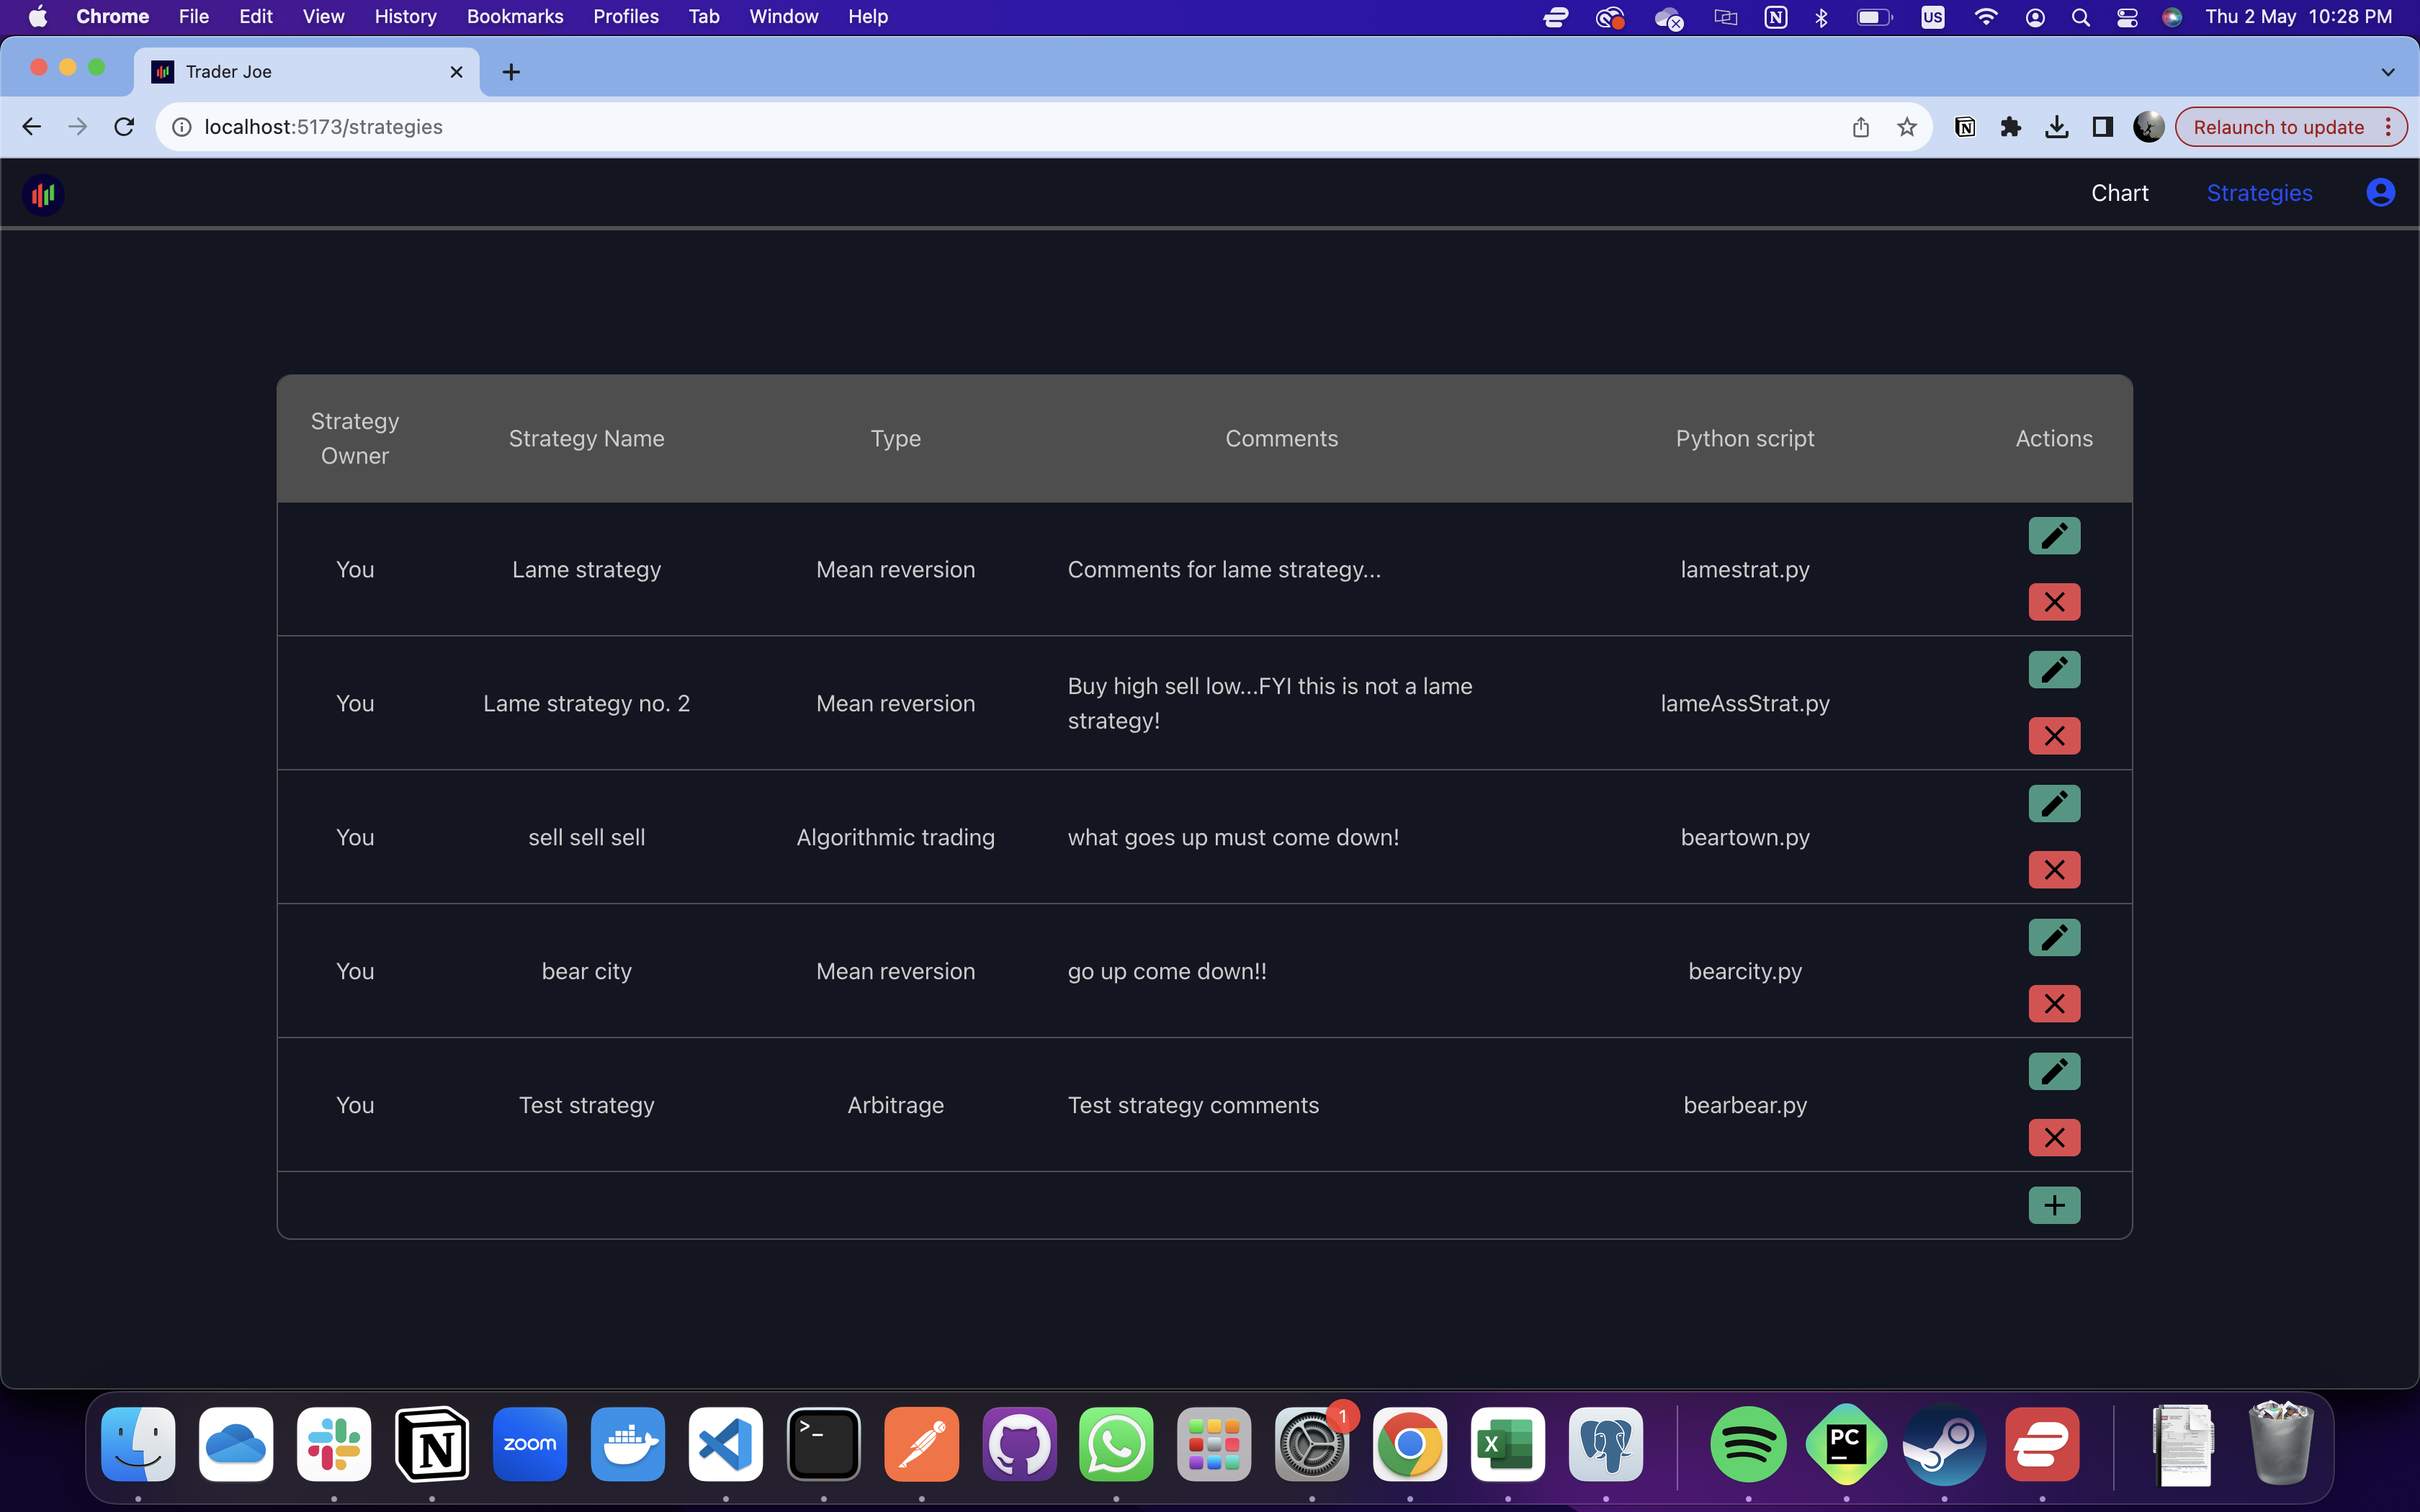 Chrome File Edit View History Bookmarks Profiles Tab Window Help US Thu 2 May 10:28 PM
Trader Joe
localhost:5173/strategies Relaunch to update
Chart Strategies
Strategy Owner Strategy Name Type Comments Python script Actions
You Lame strategy Mean reversion Comments for lame strategy... lamestrat.py
You Lame strategy no. 2 Mean reversion Buy high sell low...FYI this is not a lame
strategy! lameAssStrat.py
You sell sell sell Algorithmic trading what goes up must come down! beartown.py
You bear city Mean reversion go up come down!! bearcity.py
You Test strategy Arbitrage Test strategy comments bearbear.py
N zoom >_ 1 X PC